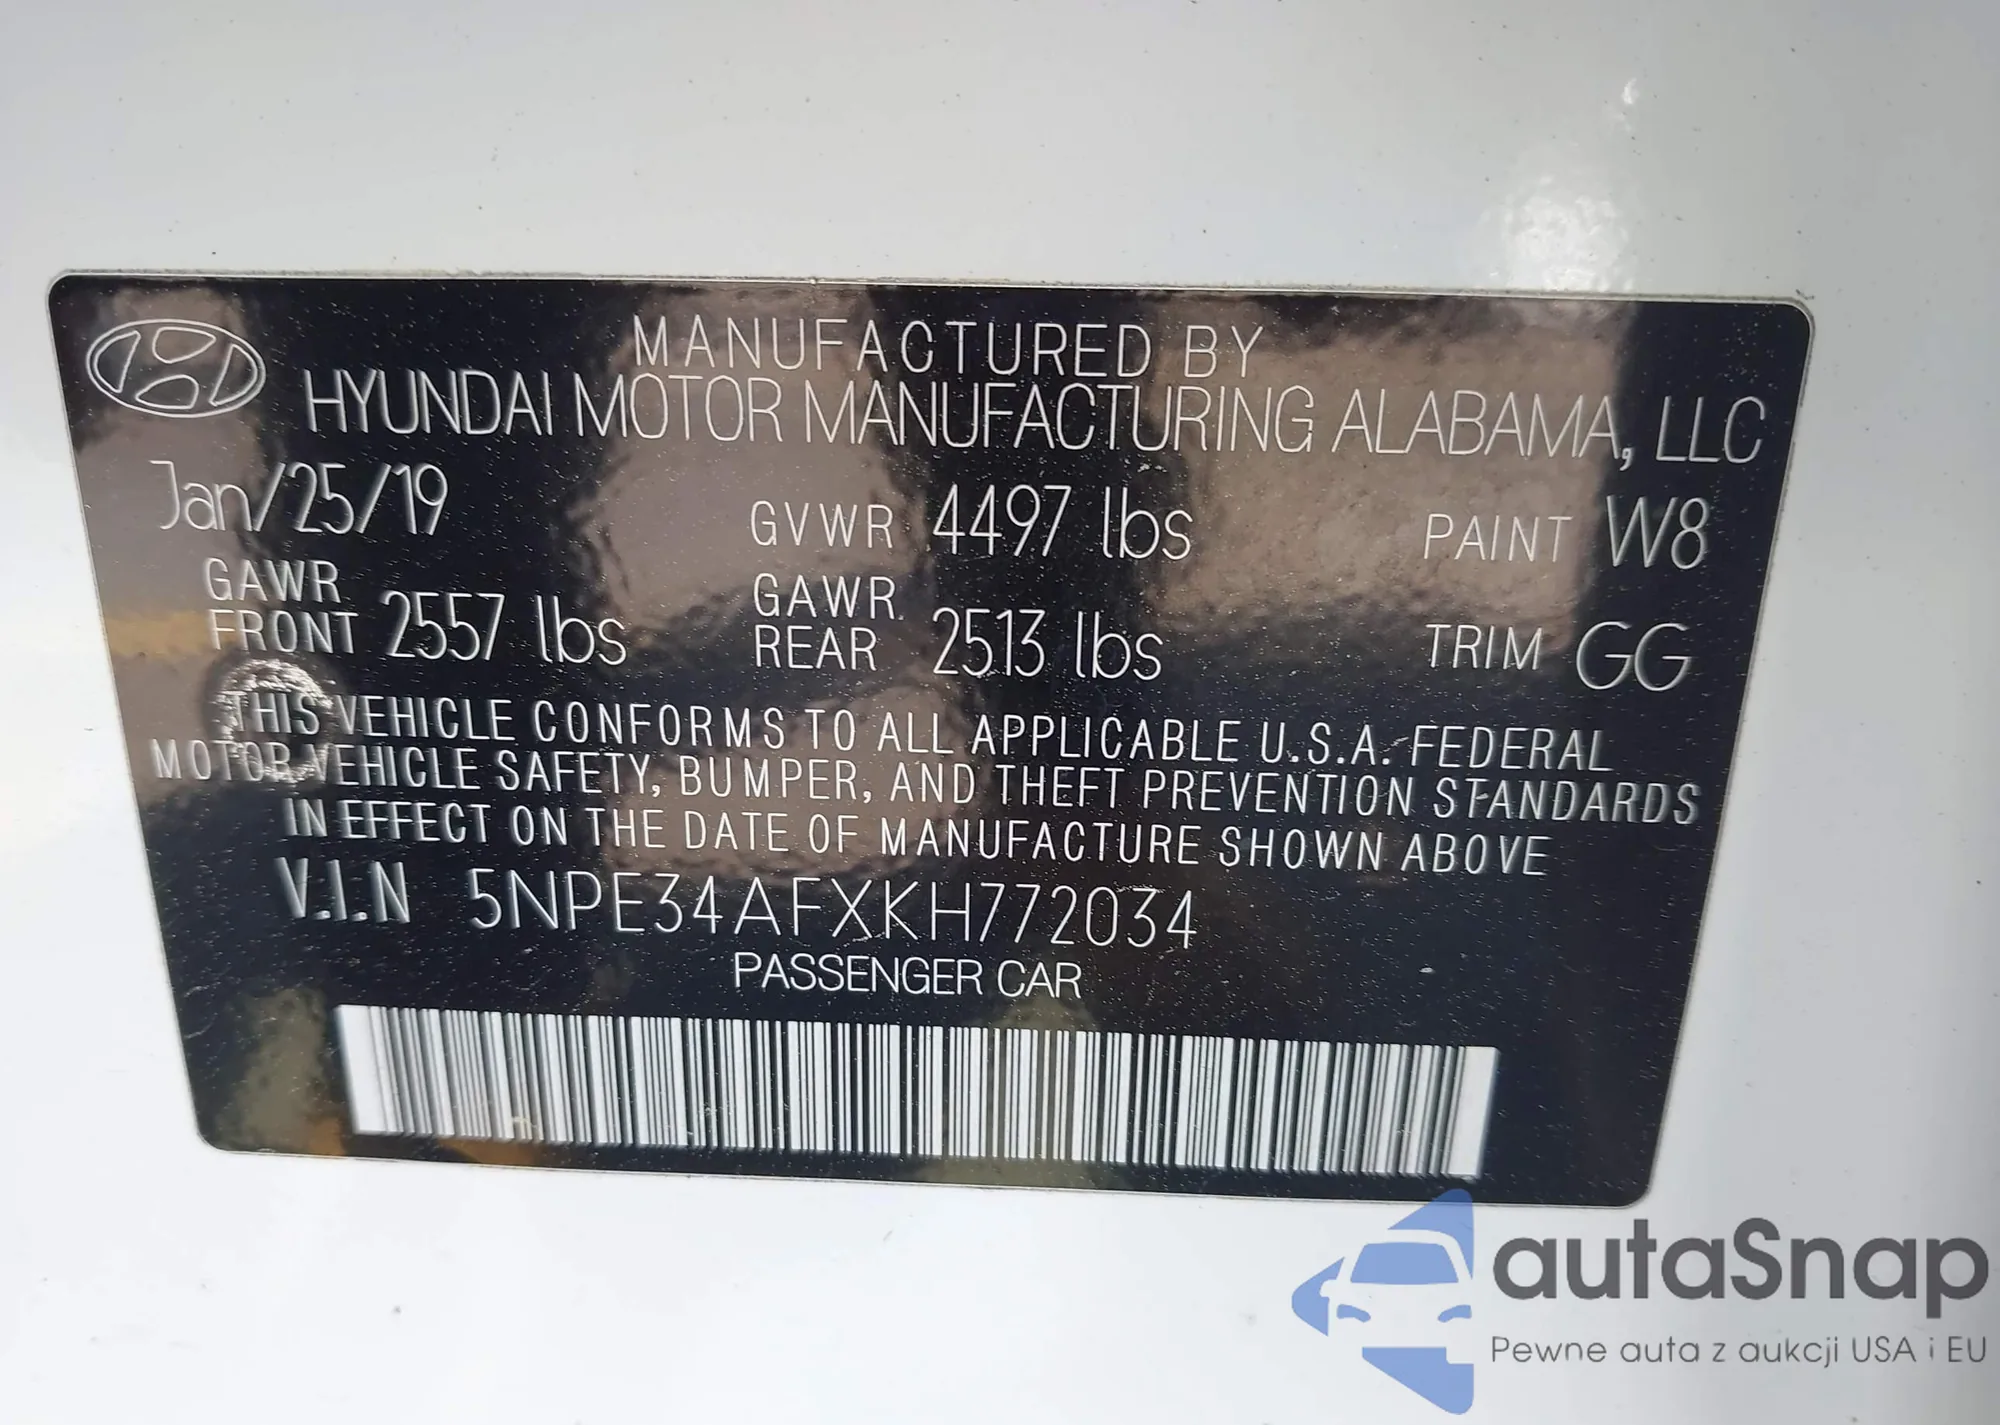 MANUFACTURED BY
HYUNDAI MOTOR MANUFACTURING ALABAMA, LLC
Jan/25/19 GVWR 4497 lbs PAINT W8
GAWR FRONT 2557 lbs GAWR REAR 2513 lbs TRIM GG
THIS VEHICLE CONFORMS TO ALL APPLICABLE U.S.A. FEDERAL
MOTOR VEHICLE SAFETY, BUMPER, AND THEFT PREVENTION STANDARDS
IN EFFECT ON THE DATE OF MANUFACTURE SHOWN ABOVE
V.I.N 5NPE34AFXKH772034
PASSENGER CAR
autaSnap
Pewne auta z aukcji USA i EU